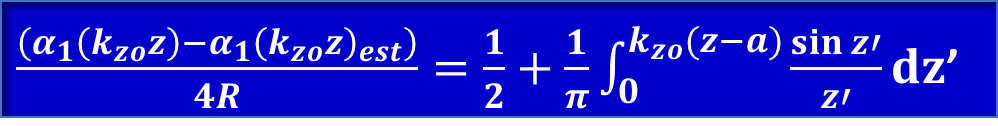 (α₁(k_zo z)−α₁(k_zo z)_est)/4R = 1/2 + 1/π ∫₀^{k_zo(z−a)} sin z′/z′ dz′